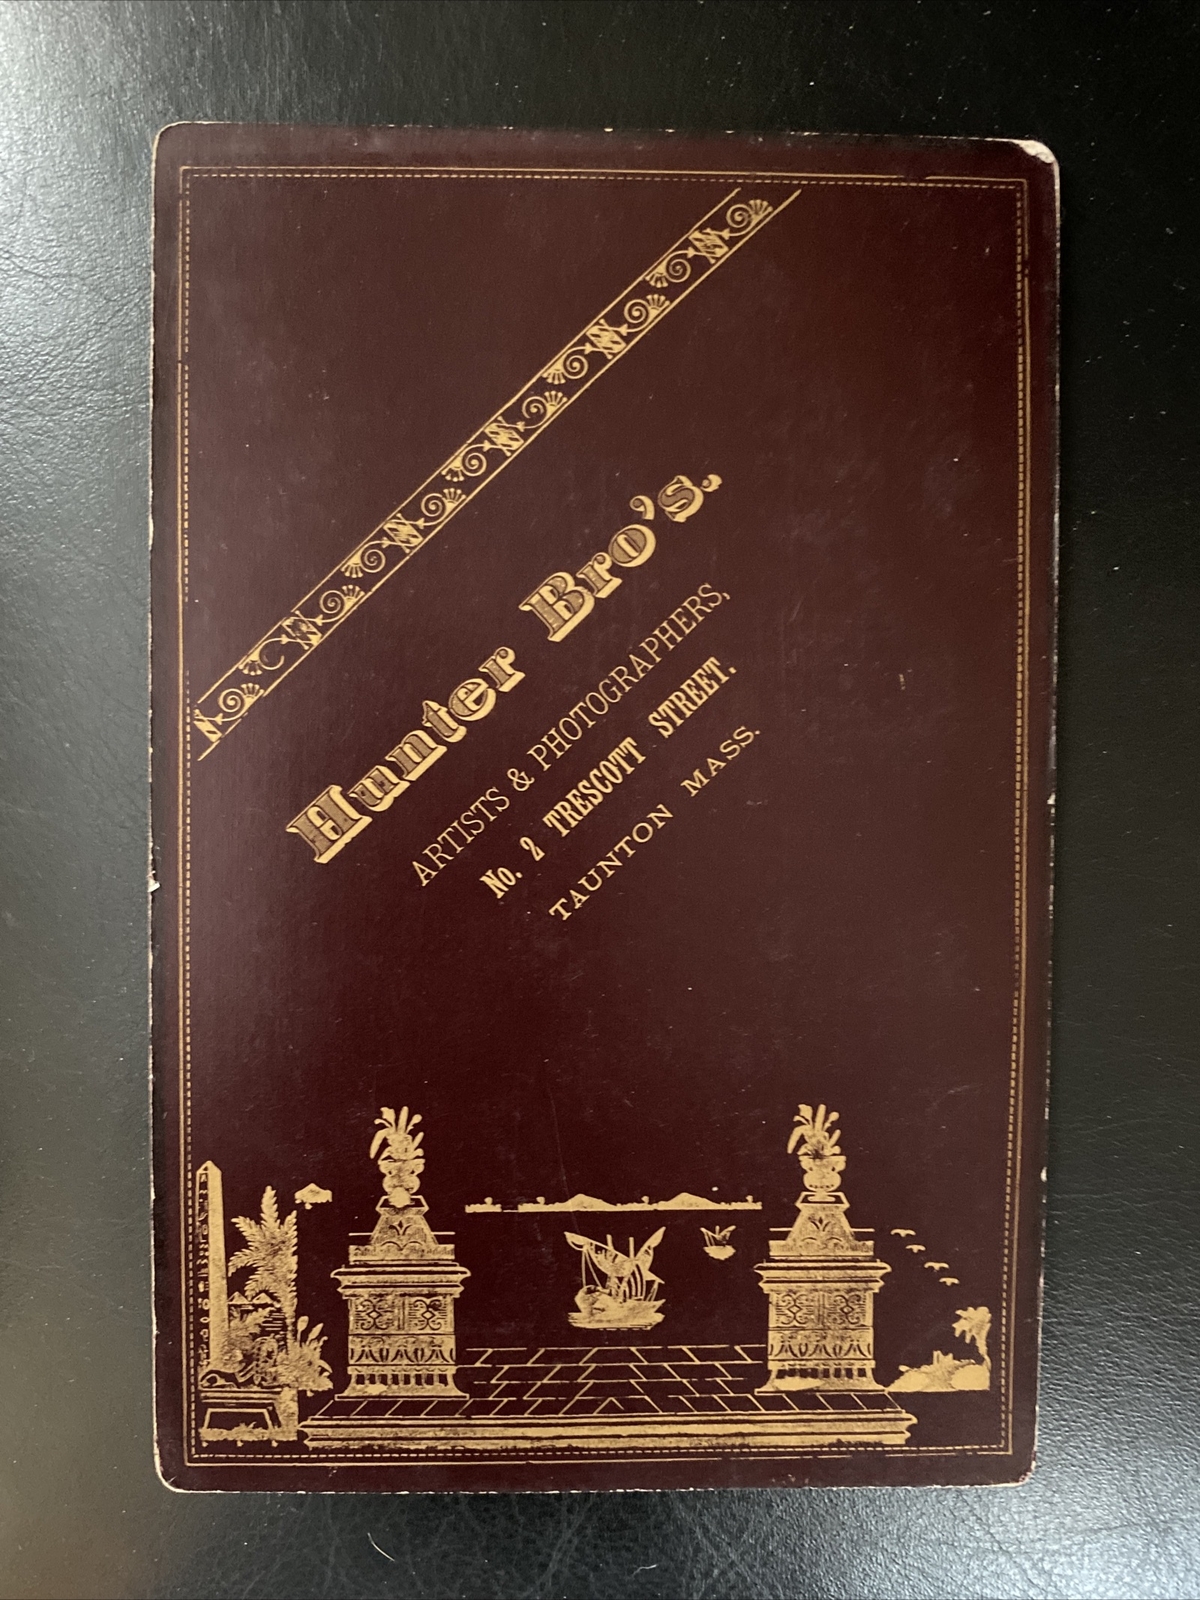 Hunter Bro's.
ARTISTS & PHOTOGRAPHERS,
No. 2 TRESCOTT STREET.
TAUNTON MASS.